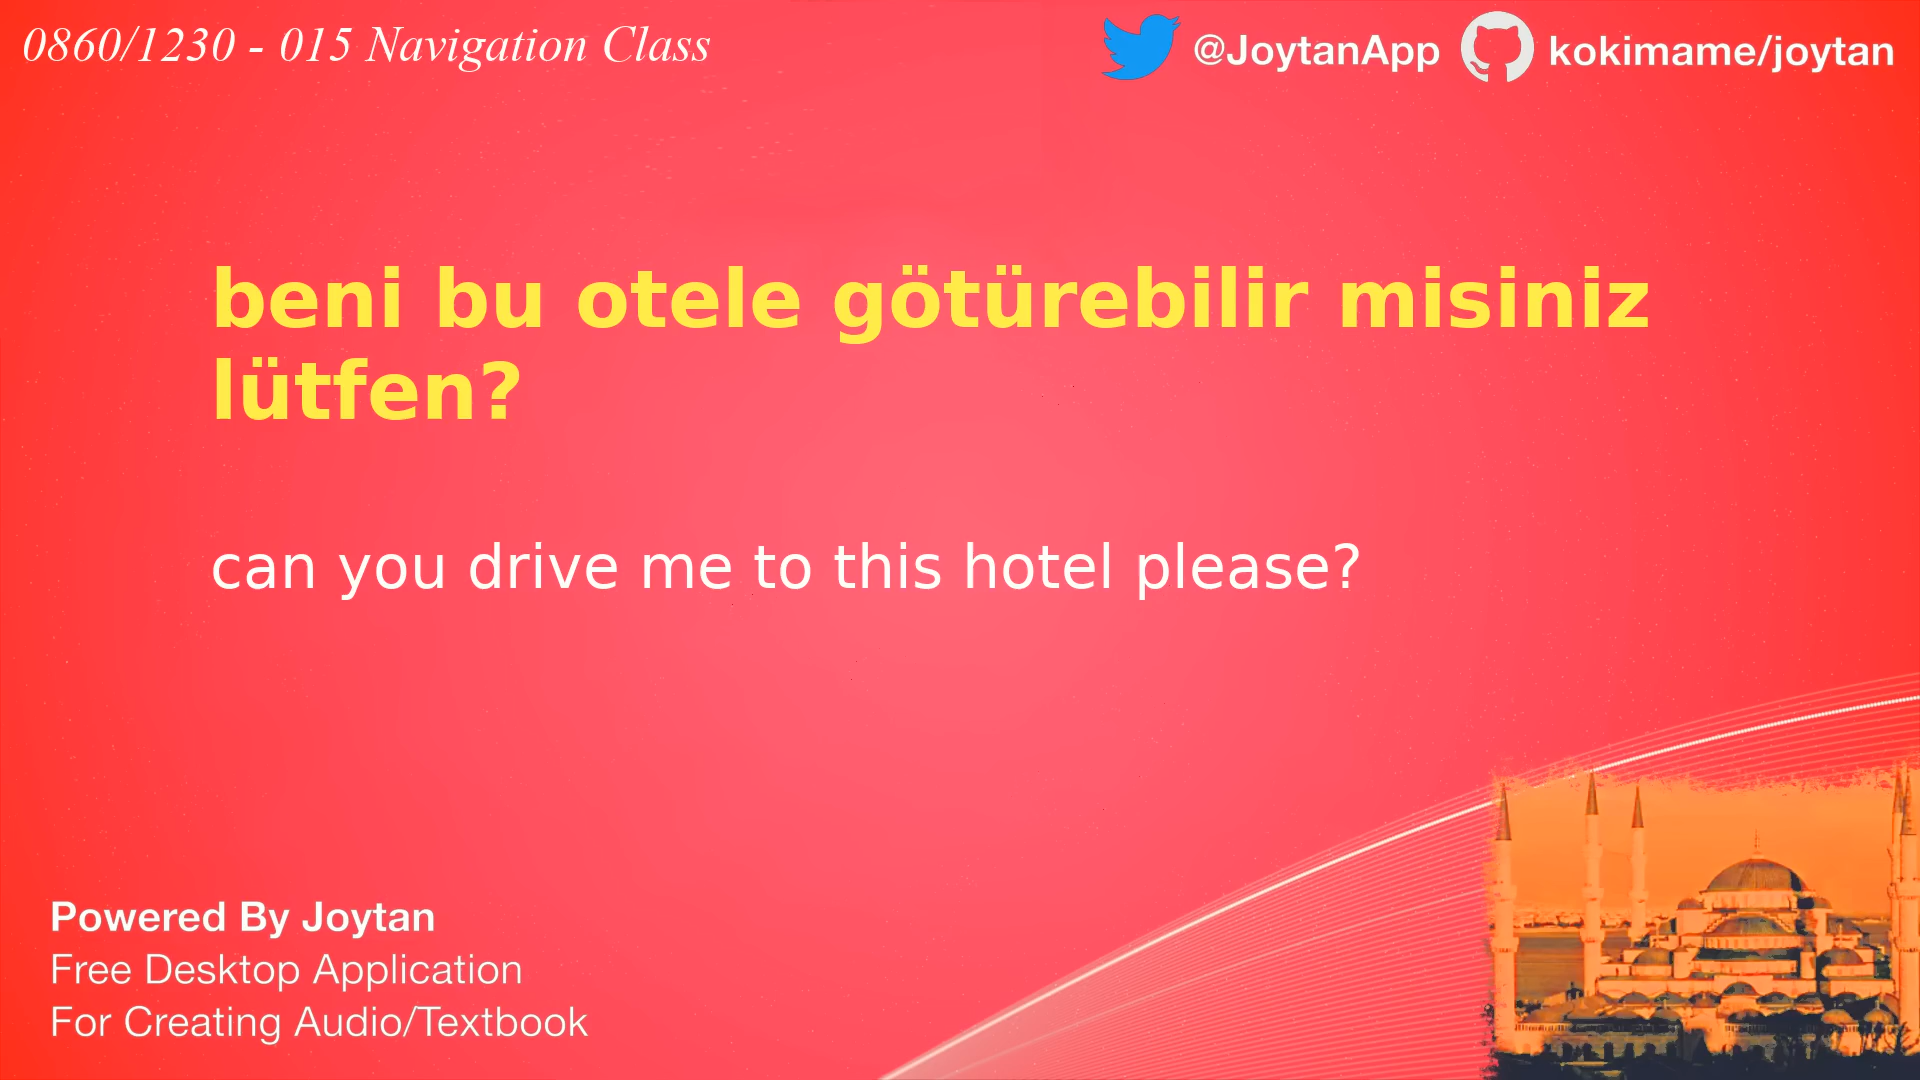 0860/1230 - 015 Navigation Class
@JoytanApp
kokimame/joytan
beni bu otele götürebilir misiniz
lütfen?
can you drive me to this hotel please?
Powered By Joytan
Free Desktop Application
For Creating Audio/Textbook